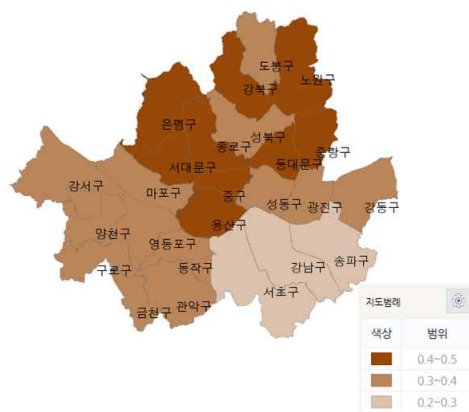 도봉구
노원구
강북구
은평구
성북구
종로구
중랑구
동대문구
서대문구
강서구
마포구
중구
성동구
광진구
강동구
용산구
양천구
영등포구
구로구
동작구
강남구
송파구
서초구
금천구
관악구
지도범례
색상 범위
0.4~0.5
0.3~0.4
0.2~0.3